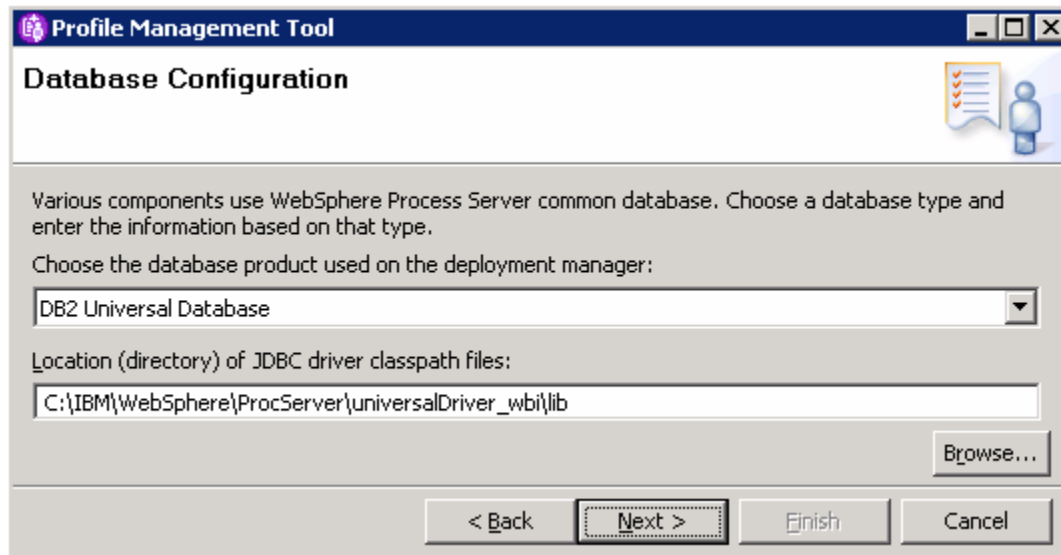 Profile Management Tool
Database Configuration
Various components use WebSphere Process Server common database. Choose a database type and
enter the information based on that type.
Choose the database product used on the deployment manager:
DB2 Universal Database
Location (directory) of JDBC driver classpath files:
C:\IBM\WebSphere\ProcServer\universalDriver_wbi\lib
Browse...
< Back Next > Finish Cancel